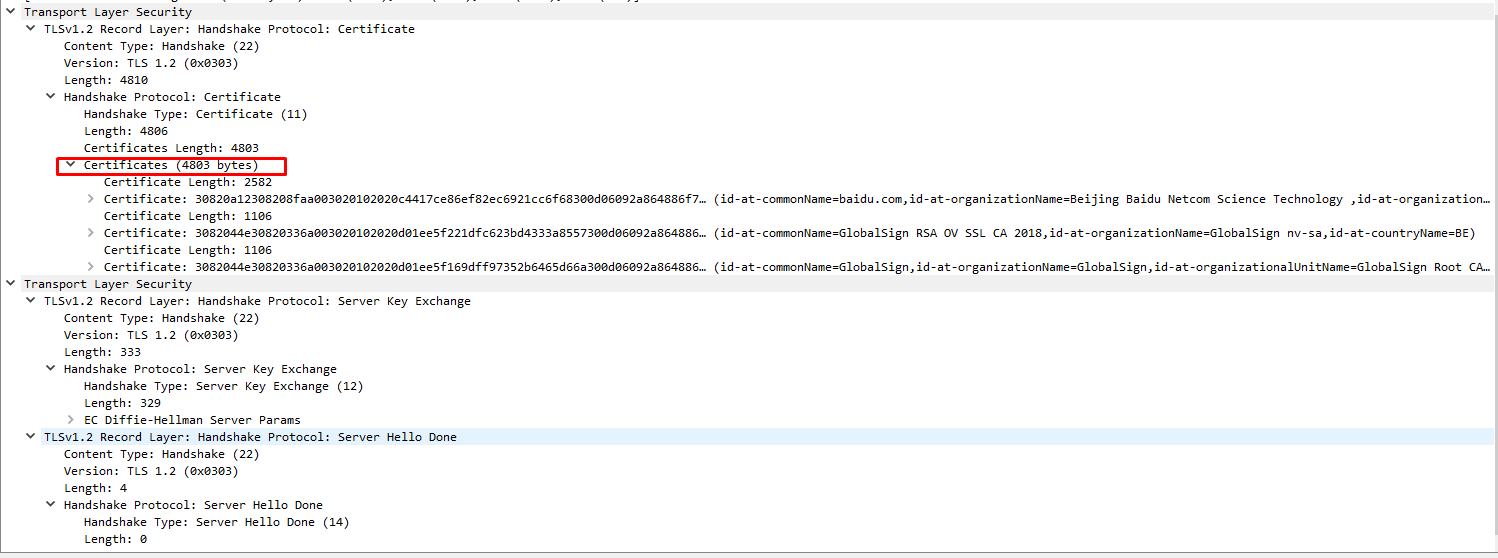 Transport Layer Security
TLSv1.2 Record Layer: Handshake Protocol: Certificate
Content Type: Handshake (22)
Version: TLS 1.2 (0x0303)
Length: 4810
Handshake Protocol: Certificate
Handshake Type: Certificate (11)
Length: 4806
Certificates Length: 4803
Certificates (4803 bytes)
Certificate Length: 2582
Certificate: 30820a12308208faa003020102020c4417ce86ef82ec6921cc6f68300d06092a864886f7… (id-at-commonName=baidu.com,id-at-organizationName=Beijing Baidu Netcom Science Technology ,id-at-organization…
Certificate Length: 1106
Certificate: 3082044e30820336a003020102020d01ee5f221dfc623bd4333a8557300d06092a864886… (id-at-commonName=GlobalSign RSA OV SSL CA 2018,id-at-organizationName=GlobalSign nv-sa,id-at-countryName=BE)
Certificate Length: 1106
Certificate: 3082044e30820336a003020102020d01ee5f169dff97352b6465d66a300d06092a864886… (id-at-commonName=GlobalSign,id-at-organizationName=GlobalSign,id-at-organizationalUnitName=GlobalSign Root CA…
Transport Layer Security
TLSv1.2 Record Layer: Handshake Protocol: Server Key Exchange
Content Type: Handshake (22)
Version: TLS 1.2 (0x0303)
Length: 333
Handshake Protocol: Server Key Exchange
Handshake Type: Server Key Exchange (12)
Length: 329
EC Diffie-Hellman Server Params
TLSv1.2 Record Layer: Handshake Protocol: Server Hello Done
Content Type: Handshake (22)
Version: TLS 1.2 (0x0303)
Length: 4
Handshake Protocol: Server Hello Done
Handshake Type: Server Hello Done (14)
Length: 0